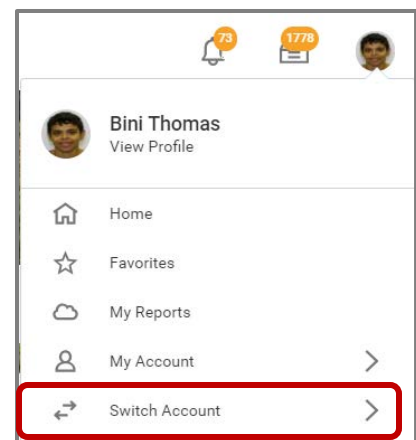 73
1778
Bini Thomas
View Profile
Home
Favorites
My Reports
My Account
Switch Account